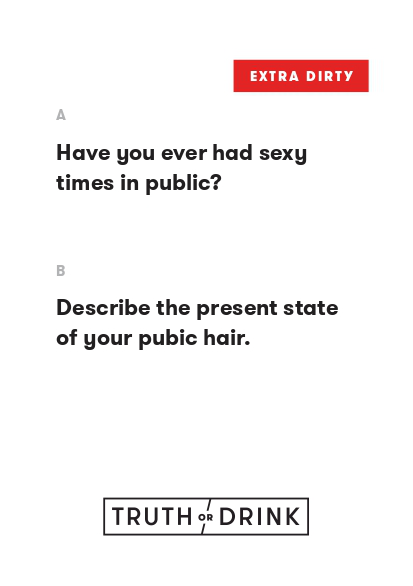 EXTRA DIRTY
A
Have you ever had sexy
times in public?
B
Describe the present state
of your pubic hair.
TRUTH OR DRINK